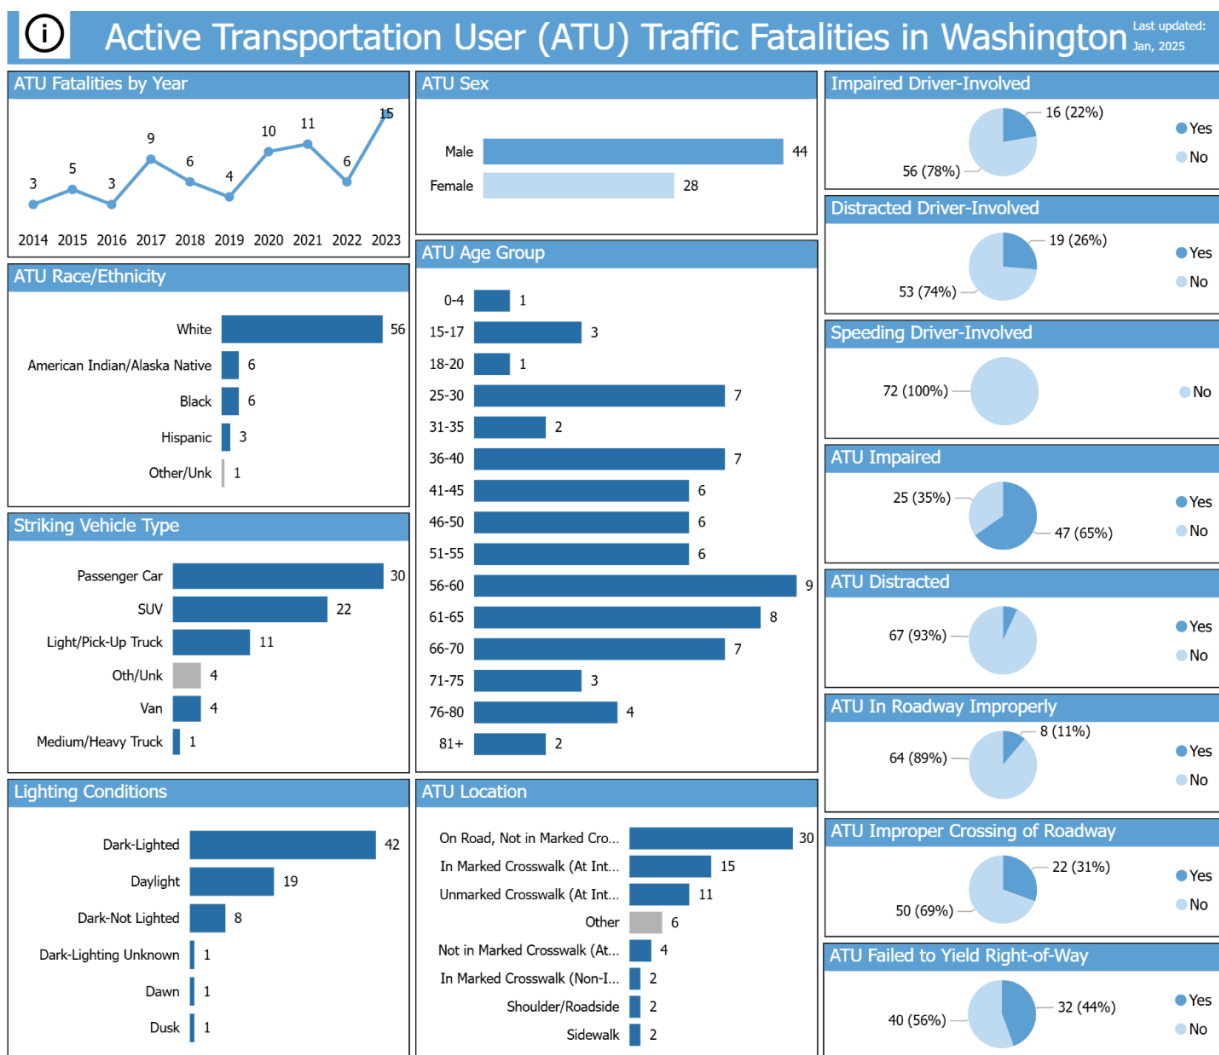 i
Active Transportation User (ATU) Traffic Fatalities in Washington
Last updated:
Jan, 2025
ATU Fatalities by Year
3
5
3
9
6
4
10
11
6
15
2014 2015 2016 2017 2018 2019 2020 2021 2022 2023
ATU Race/Ethnicity
White 56
American Indian/Alaska Native 6
Black 6
Hispanic 3
Other/Unk 1
Striking Vehicle Type
Passenger Car 30
SUV 22
Light/Pick-Up Truck 11
Oth/Unk 4
Van 4
Medium/Heavy Truck 1
Lighting Conditions
Dark-Lighted 42
Daylight 19
Dark-Not Lighted 8
Dark-Lighting Unknown 1
Dawn 1
Dusk 1
ATU Sex
Male 44
Female 28
ATU Age Group
0-4 1
15-17 3
18-20 1
25-30 7
31-35 2
36-40 7
41-45 6
46-50 6
51-55 6
56-60 9
61-65 8
66-70 7
71-75 3
76-80 4
81+ 2
ATU Location
On Road, Not in Marked Cro... 30
In Marked Crosswalk (At Int... 15
Unmarked Crosswalk (At Int... 11
Other 6
Not in Marked Crosswalk (At... 4
In Marked Crosswalk (Non-I... 2
Shoulder/Roadside 2
Sidewalk 2
Impaired Driver-Involved
16 (22%)
56 (78%)
Yes
No
Distracted Driver-Involved
19 (26%)
53 (74%)
Yes
No
Speeding Driver-Involved
72 (100%)
No
ATU Impaired
25 (35%)
47 (65%)
Yes
No
ATU Distracted
67 (93%)
Yes
No
ATU In Roadway Improperly
8 (11%)
64 (89%)
Yes
No
ATU Improper Crossing of Roadway
22 (31%)
50 (69%)
Yes
No
ATU Failed to Yield Right-of-Way
32 (44%)
40 (56%)
Yes
No